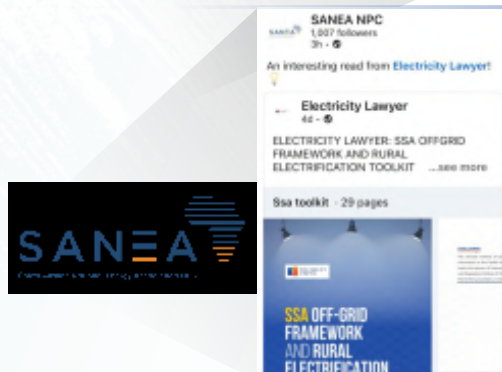 SANEA NPC
1,007 followers
3h •
An interesting read from Electricity Lawyer!
Electricity Lawyer
4d •
ELECTRICITY LAWYER: SSA OFFGRID
FRAMEWORK AND RURAL
ELECTRIFICATION TOOLKIT ...see more
Ssa toolkit · 29 pages
SSA OFF-GRID
FRAMEWORK
AND RURAL
ELECTRIFICATION
SANEA